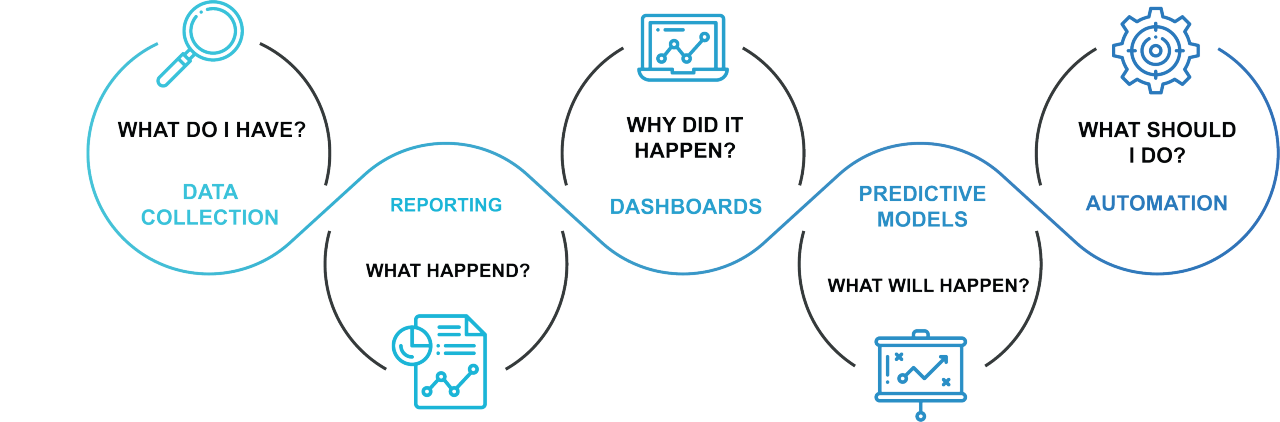 WHAT DO I HAVE?
DATA
COLLECTION
REPORTING
WHAT HAPPEND?
WHY DID IT
HAPPEN?
DASHBOARDS
PREDICTIVE
MODELS
WHAT WILL HAPPEN?
WHAT SHOULD
I DO?
AUTOMATION